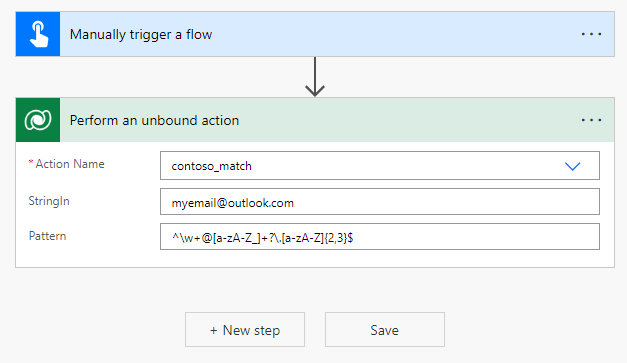 Manually trigger a flow ...
Perform an unbound action ...
*Action Name contoso_match
StringIn myemail@outlook.com
Pattern ^\w+@[a-zA-Z_]+?\.[a-zA-Z]{2,3}$
+ New step Save